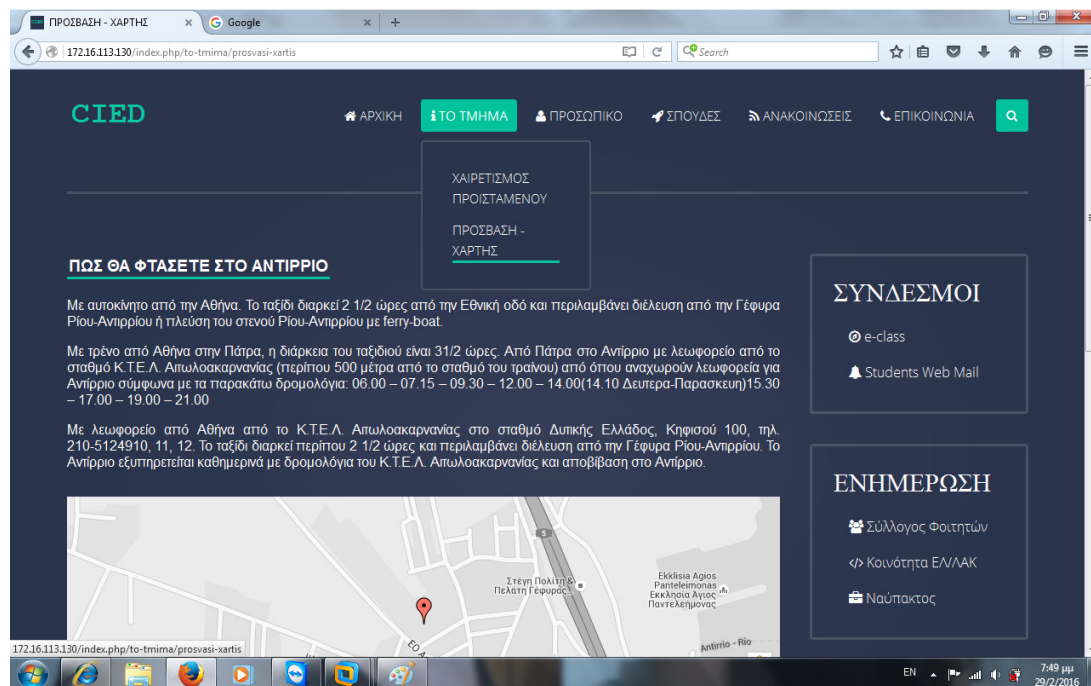 ΠΡΟΣΒΑΣΗ - ΧΑΡΤΗΣ
Google
172.16.113.130/index.php/to-tmima/prosvasi-xartis
Search
CIED
ΑΡΧΙΚΗ
ΤΟ ΤΜΗΜΑ
ΠΡΟΣΩΠΙΚΟ
ΣΠΟΥΔΕΣ
ΑΝΑΚΟΙΝΩΣΕΙΣ
ΕΠΙΚΟΙΝΩΝΙΑ
ΧΑΙΡΕΤΙΣΜΟΣ
ΠΡΟΙΣΤΑΜΕΝΟΥ
ΠΡΟΣΒΑΣΗ -
ΧΑΡΤΗΣ
ΠΩΣ ΘΑ ΦΤΑΣΕΤΕ ΣΤΟ ΑΝΤΙΡΡΙΟ
Με αυτοκίνητο από την Αθήνα. Το ταξίδι διαρκεί 2 1/2 ώρες από την Εθνική οδό και περιλαμβάνει διέλευση από την Γέφυρα
Ρίου-Αντιρρίου ή πλεύση του στενού Ρίου-Αντιρρίου με ferry-boat.
Με τρένο από Αθήνα στην Πάτρα, η διάρκεια του ταξιδιού είναι 31/2 ώρες. Από Πάτρα στο Αντίρριο με λεωφορείο από το
σταθμό Κ.Τ.Ε.Λ. Αιτωλοακαρνανίας (περίπου 500 μέτρα από το σταθμό του τραίνου) από όπου αναχωρούν λεωφορεία για
Αντίρριο σύμφωνα με τα παρακάτω δρομολόγια: 06.00 – 07.15 – 09.30 – 12.00 – 14.00(14.10 Δευτερα-Παρασκευη)15.30
– 17.00 – 19.00 – 21.00
Με λεωφορείο από Αθήνα από το Κ.Τ.Ε.Λ. Αιτωλοακαρνανίας στο σταθμό Δυτικής Ελλάδος, Κηφισού 100, τηλ.
210-5124910, 11, 12. Το ταξίδι διαρκεί περίπου 2 1/2 ώρες και περιλαμβάνει διέλευση από την Γέφυρα Ρίου-Αντιρρίου. Το
Αντίρριο εξυπηρετείται καθημερινά με δρομολόγια του Κ.Τ.Ε.Λ. Αιτωλοακαρνανίας και αποβίβαση στο Αντίρριο.
ΣΥΝΔΕΣΜΟΙ
e-class
Students Web Mail
ΕΝΗΜΕΡΩΣΗ
Σύλλογος Φοιτητών
Κοινότητα ΕΛ/ΛΑΚ
Ναύπακτος
5
Στέγη Πολίτη &
Πελάτη Γέφυρας...
Ekklisia Agios
Panteleimonas
Εκκλησία Άγιος
Παντελεήμονας
Antirrio - Rio
172.16.113.130/index.php/to-tmima/prosvasi-xartis
EN
7:49 μμ
29/2/2016